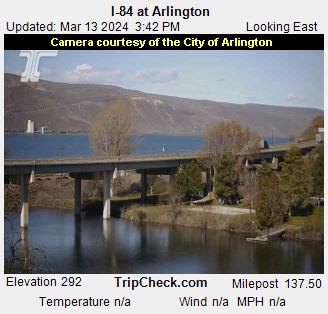 I-84 at Arlington
Updated: Mar 13 2024 3:42 PM Looking East
Camera courtesy of the City of Arlington
Elevation 292 TripCheck.com Milepost 137.50
Temperature n/a Wind n/a MPH n/a